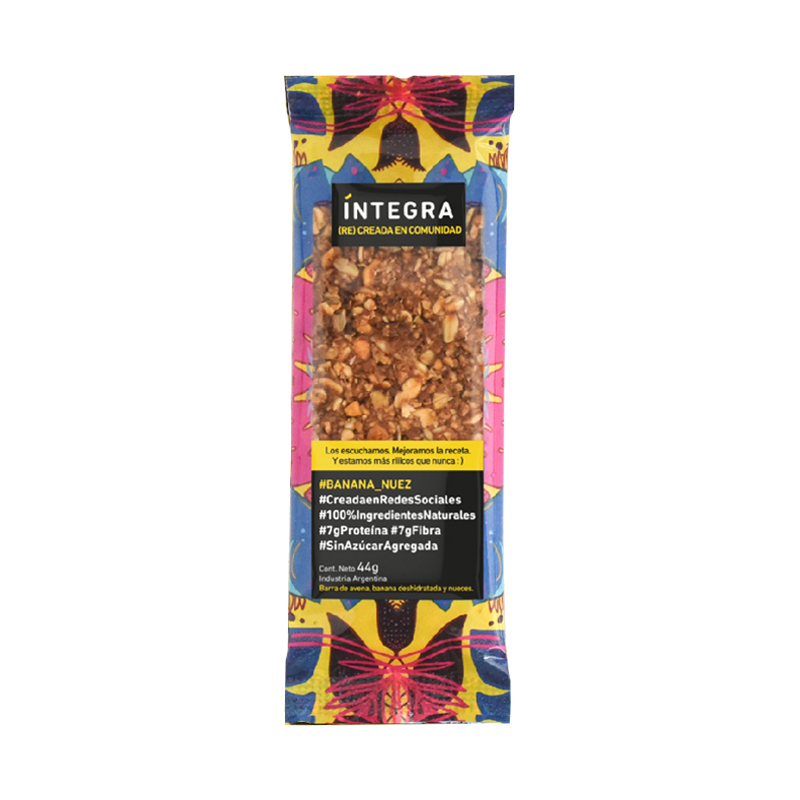 ÍNTEGRA
(RE) CREADA EN COMUNIDAD
Los escuchamos. Mejoramos la receta.
Y estamos más riiicos que nunca :)
#BANANA_NUEZ
#CreadaenRedesSociales
#100%IngredientesNaturales
#7gProteína #7gFibra
#SinAzúcarAgregada
Cont. Neto 44g
Industria Argentina
Barra de avena, banana deshidratada y nueces.